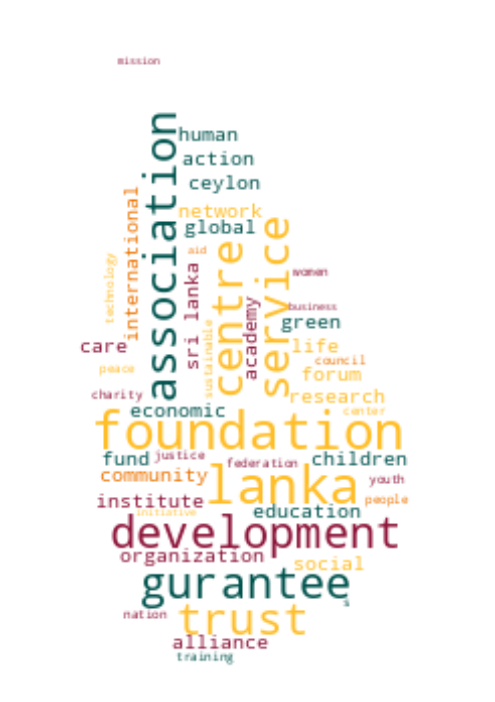 mission
human
association
action
ceylon
international
network
service
global
centre
aid
technology
sri lanka
women
academy
business
sustainable
green
care
life
council
peace
forum
charity
research
economic
center
foundation
fund
justice
federation
children
community
lanka
youth
institute
people
initiative
education
development
organization
social
gurantee
s
nation
trust
alliance
training